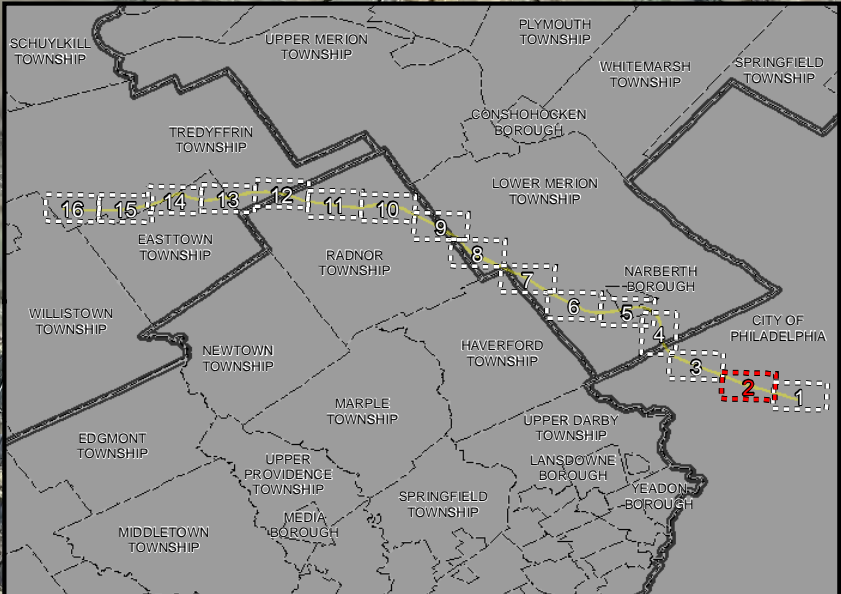 PLYMOUTH
TOWNSHIP
SCHUYLKILL
TOWNSHIP
UPPER MERION
TOWNSHIP
WHITEMARSH
TOWNSHIP
SPRINGFIELD
TOWNSHIP
CONSHOHOCKEN
BOROUGH
TREDYFFRIN
TOWNSHIP
LOWER MERION
TOWNSHIP
16
15
14
13
12
11
10
9
8
7
6
5
4
3
2
1
EASTTOWN
TOWNSHIP
RADNOR
TOWNSHIP
NARBERTH
BOROUGH
WILLISTOWN
TOWNSHIP
CITY OF
PHILADELPHIA
NEWTOWN
TOWNSHIP
HAVERFORD
TOWNSHIP
MARPLE
TOWNSHIP
UPPER DARBY
TOWNSHIP
EDGMONT
TOWNSHIP
UPPER
PROVIDENCE
TOWNSHIP
LANSDOWNE
BOROUGH
YEADON
BOROUGH
SPRINGFIELD
TOWNSHIP
MEDIA
BOROUGH
MIDDLETOWN
TOWNSHIP